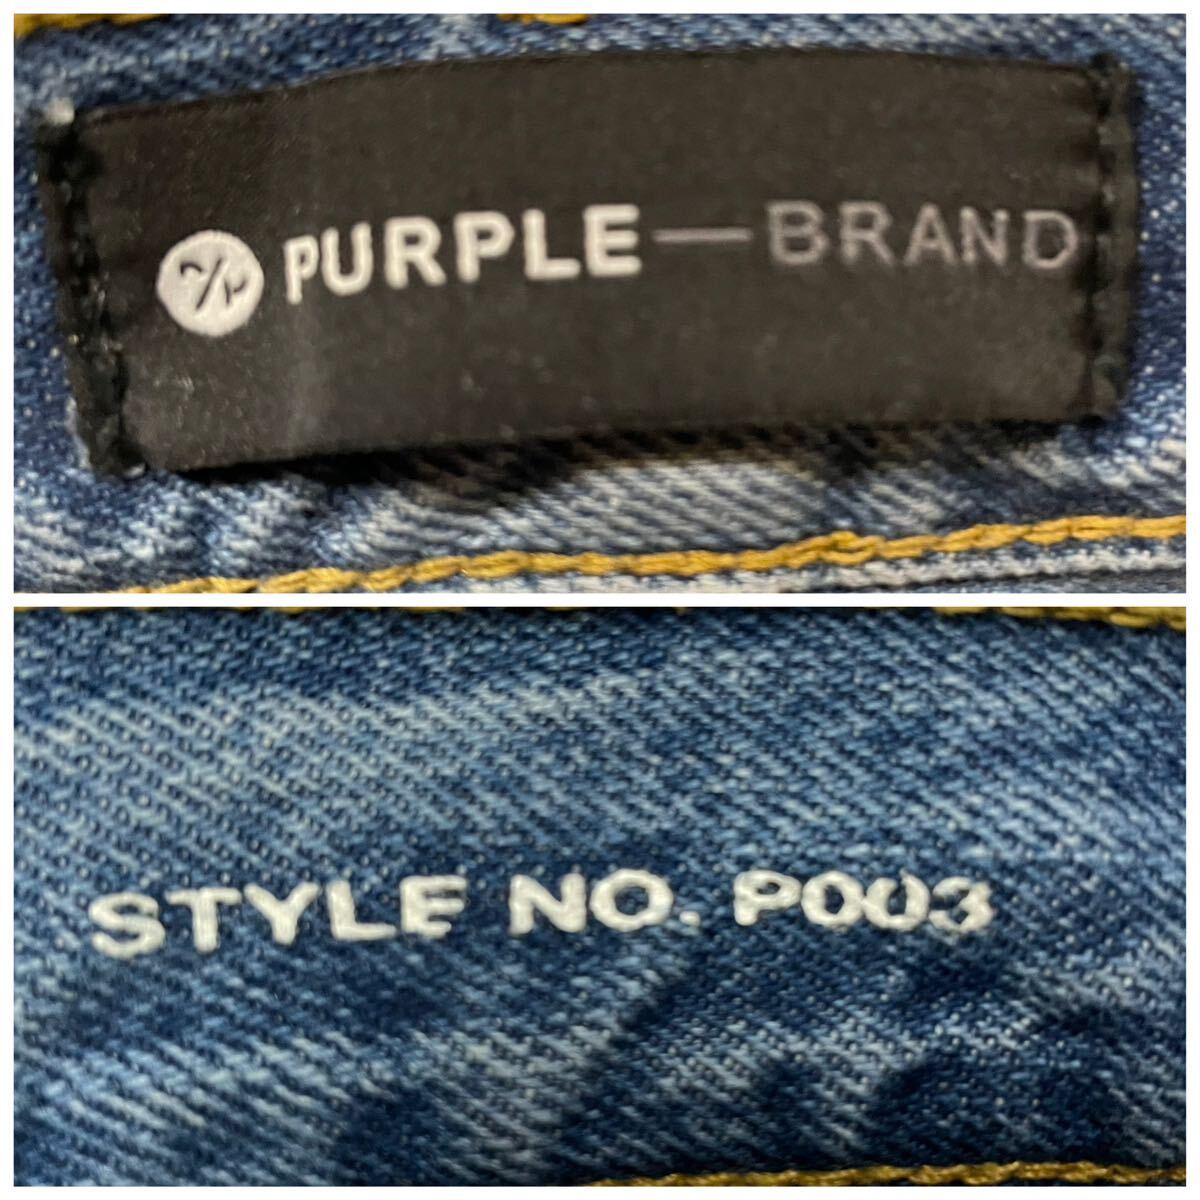 PURPLE—BRAND
STYLE NO. P003